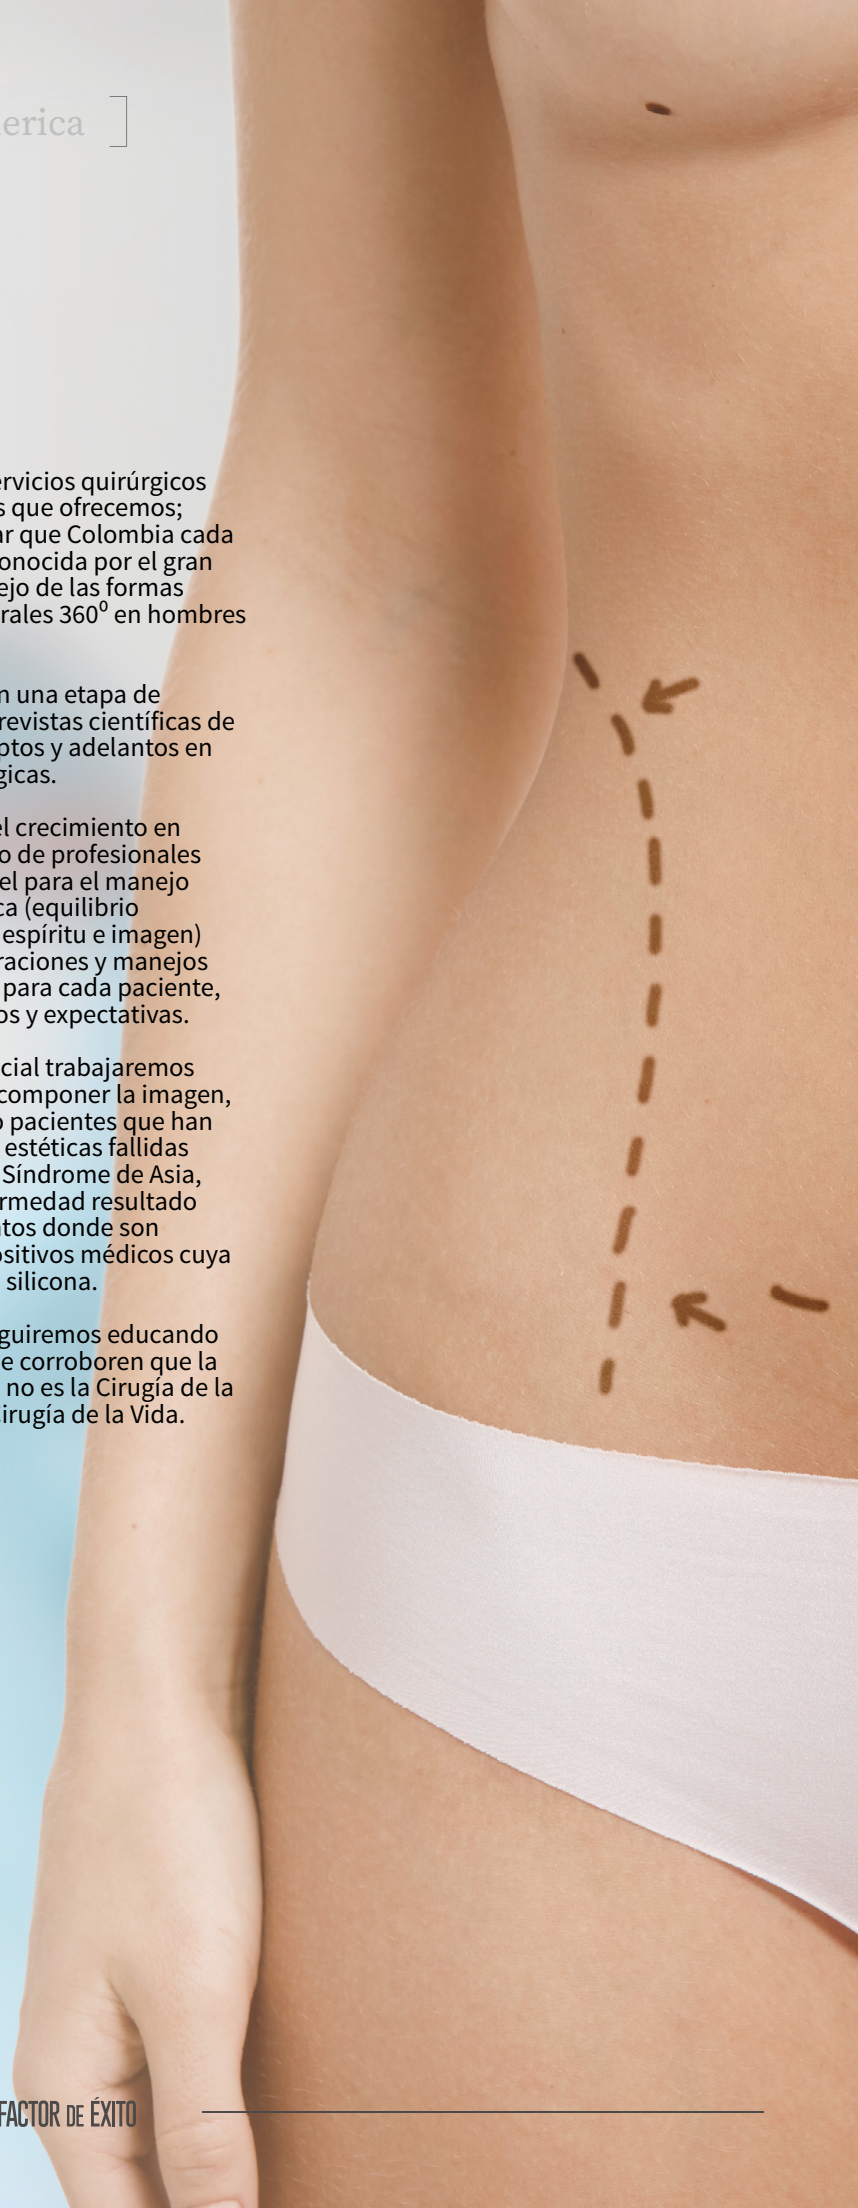 erica
rvicios quirúrgicos
s que ofrecemos;
ar que Colombia cada
onocida por el gran
ejo de las formas
rales 360⁰ en hombres
n una etapa de
revistas científicas de
ptos y adelantos en
gicas.
el crecimiento en
o de profesionales
el para el manejo
ca (equilibrio
espíritu e imagen)
raciones y manejos
para cada paciente,
os y expectativas.
cial trabajaremos
componer la imagen,
o pacientes que han
estéticas fallidas
Síndrome de Asia,
rmedad resultado
tos donde son
ositivos médicos cuya
silicona.
guiremos educando
e corroboren que la
no es la Cirugía de la
irugía de la Vida.
FACTOR DE ÉXITO